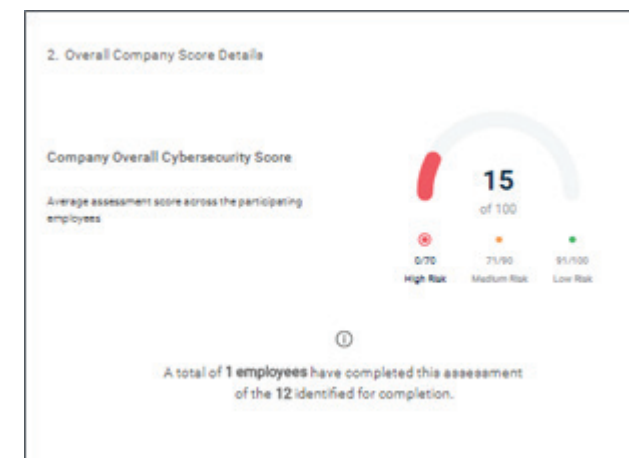 2. Overall Company Score Details
Company Overall Cybersecurity Score
Average assessment score across the participating
employees
15
of 100
0/70
71/90
91/100
High Risk
Medium Risk
Low Risk
A total of 1 employees have completed this assessment
of the 12 identified for completion.